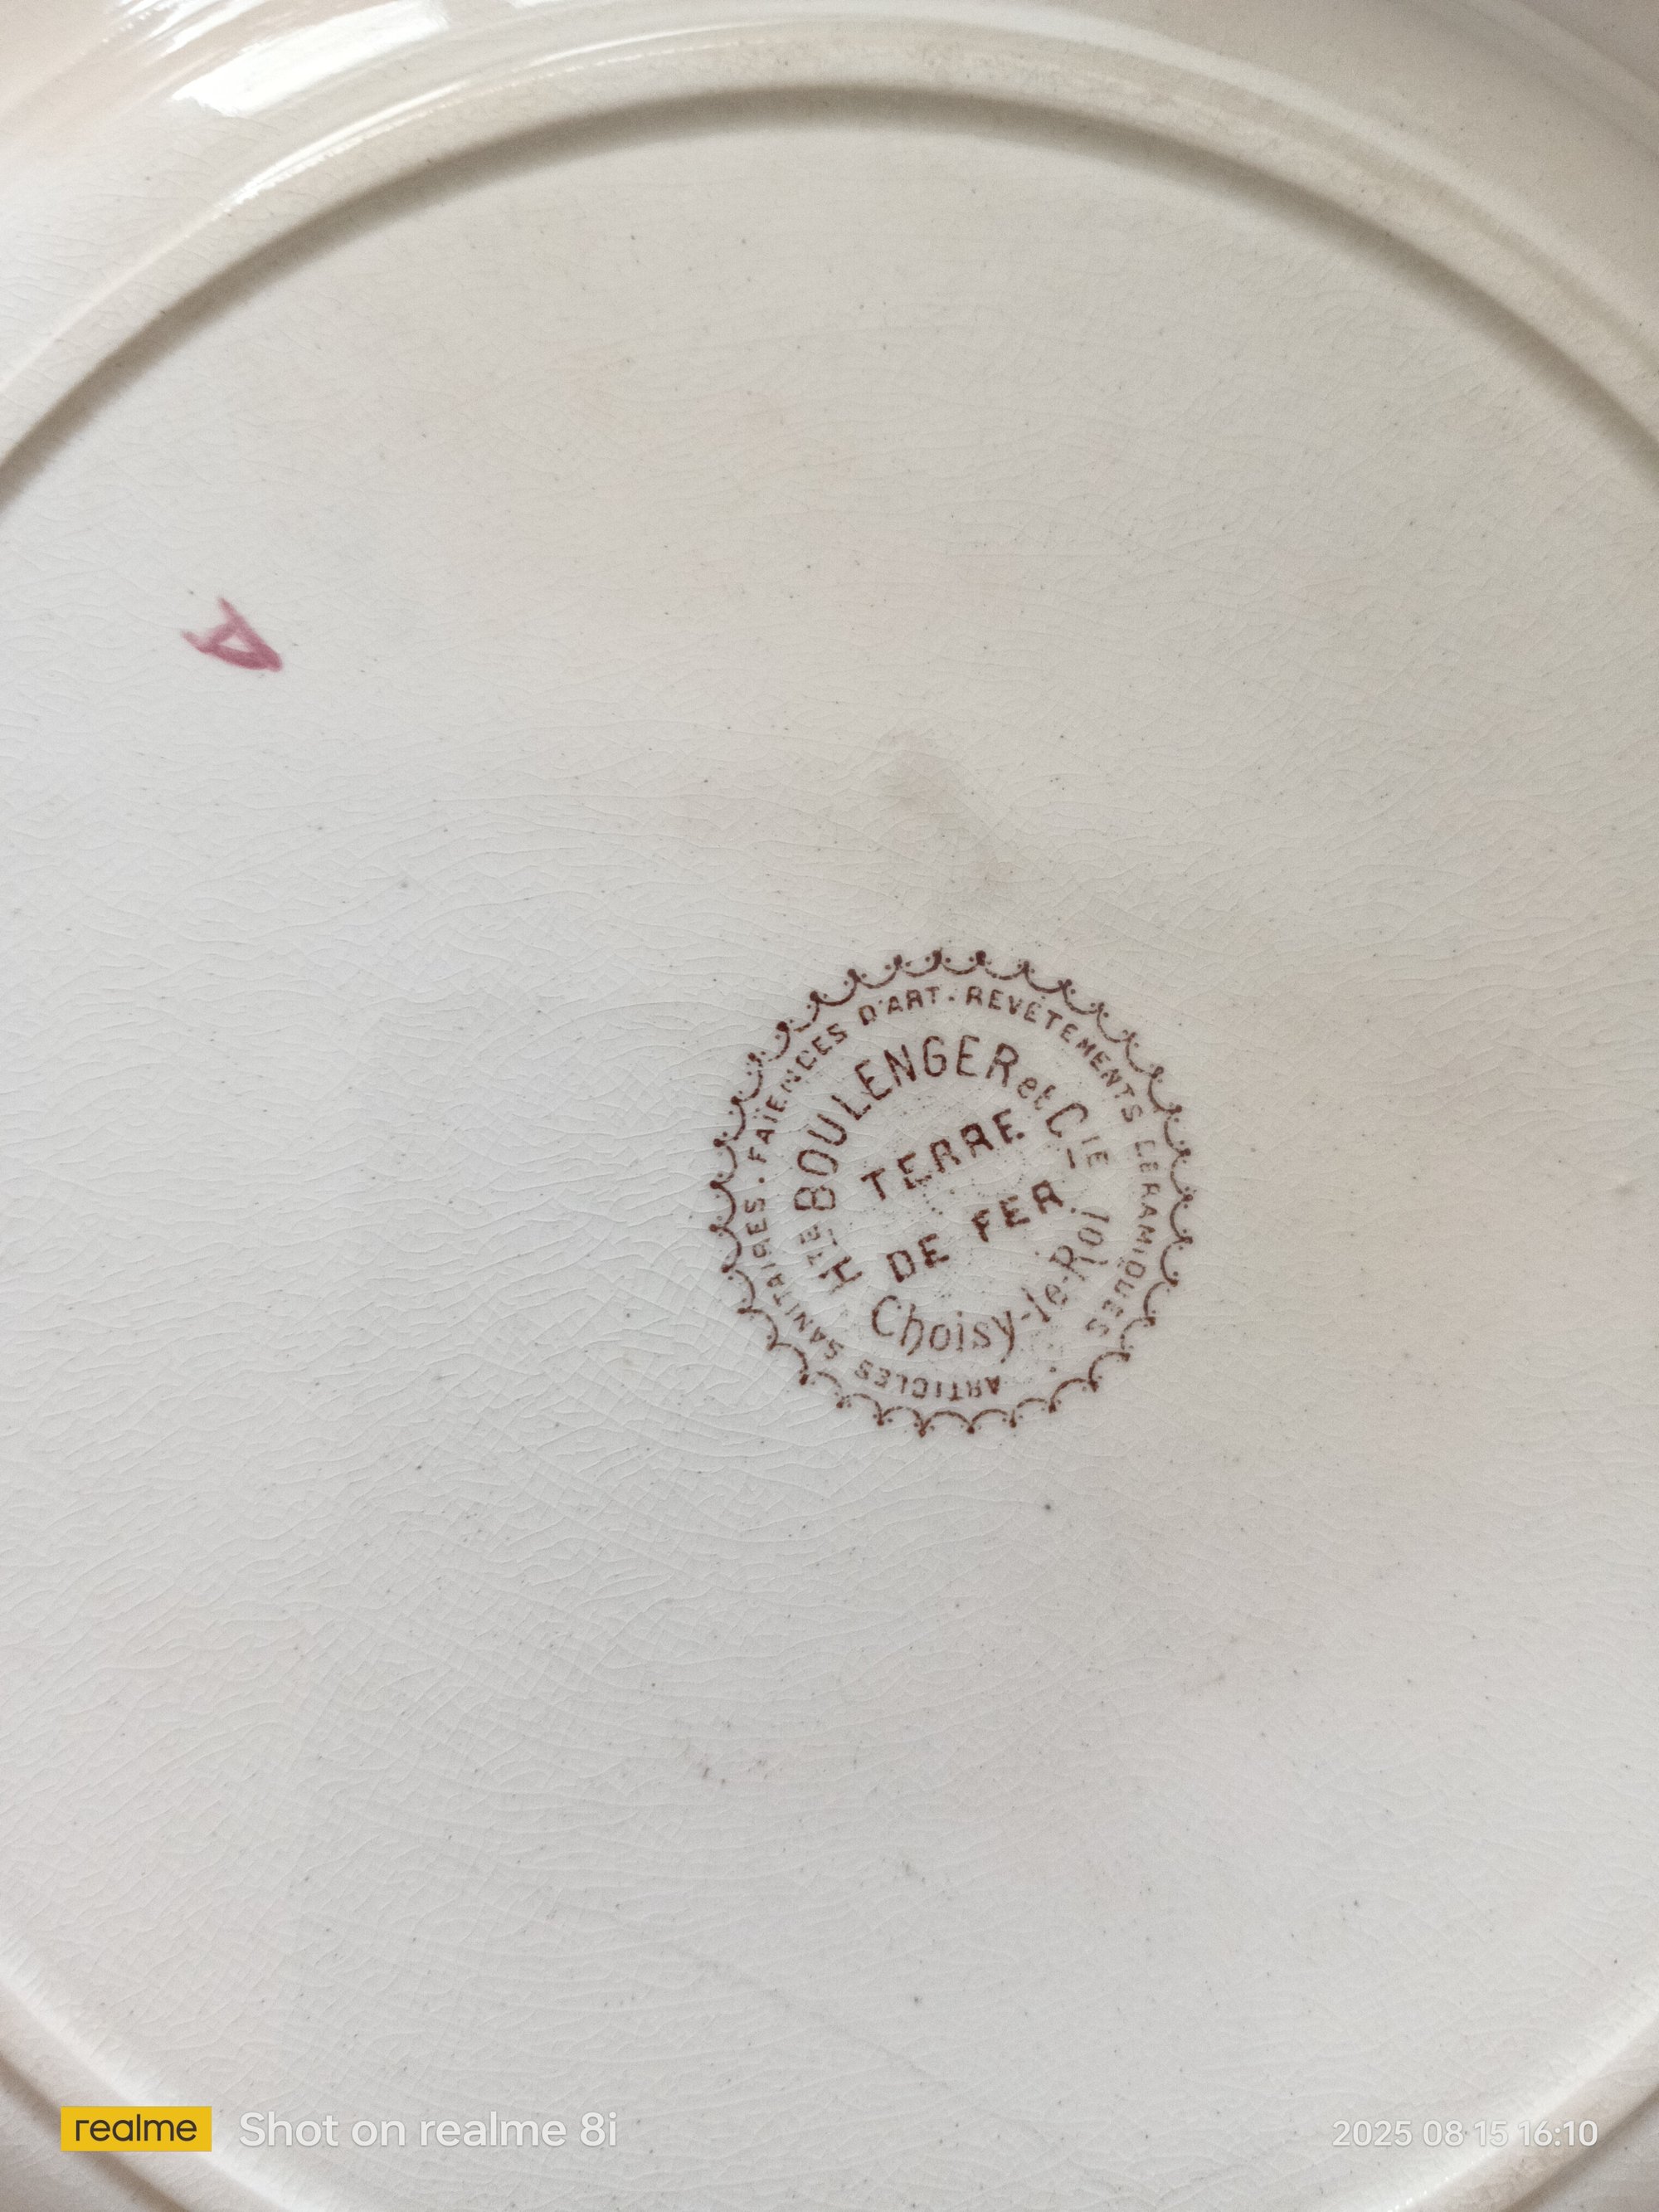 A
ARTICLES SANITAIRES. FAÏENCES D'ART. REVÊTEMENTS CERAMIQUES.
HTE BOULENGER et CIE
TERRE
DE FER
Choisy-le-Roi
realme Shot on realme 8i
2025 08 15 16:10